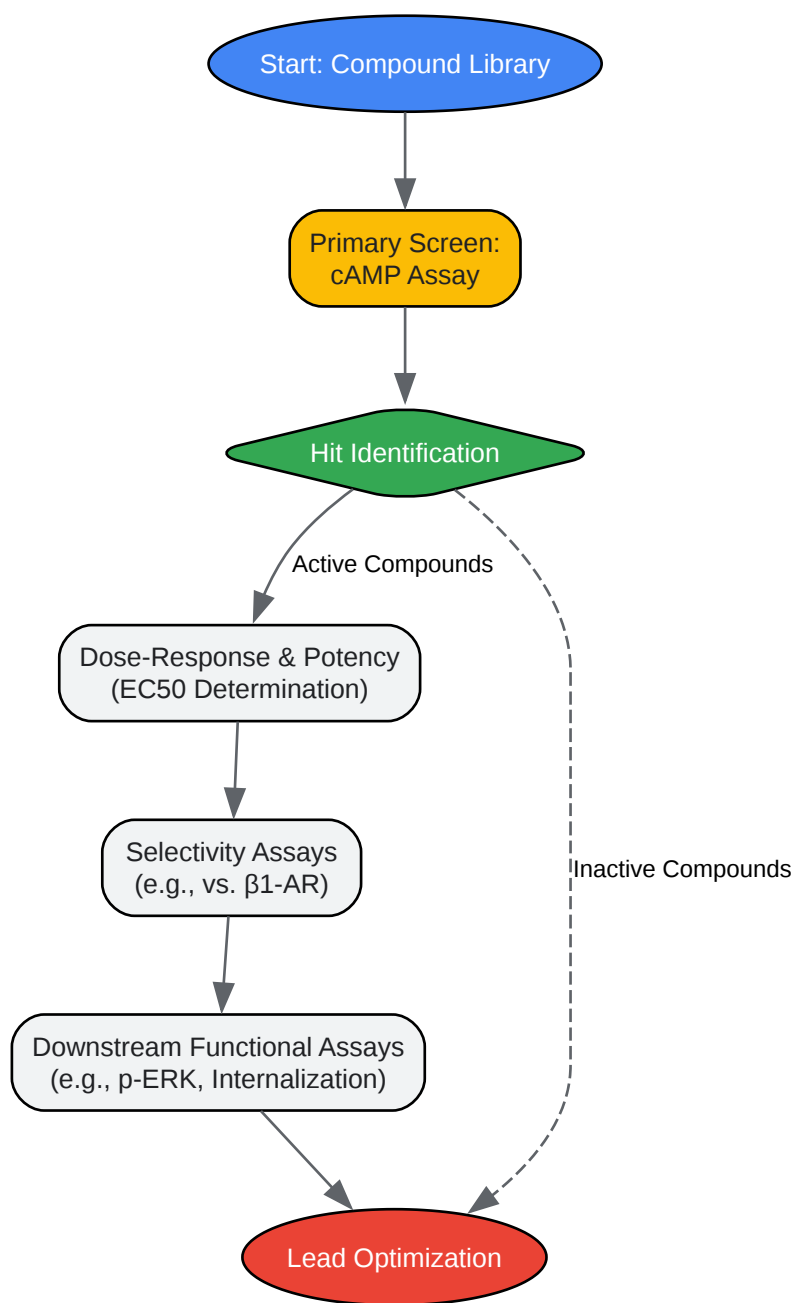 Start: Compound Library
Primary Screen:
cAMP Assay
Hit Identification
Active Compounds
Dose-Response & Potency
(EC50 Determination)
Selectivity Assays
(e.g., vs. β1-AR)
Inactive Compounds
Downstream Functional Assays
(e.g., p-ERK, Internalization)
Lead Optimization